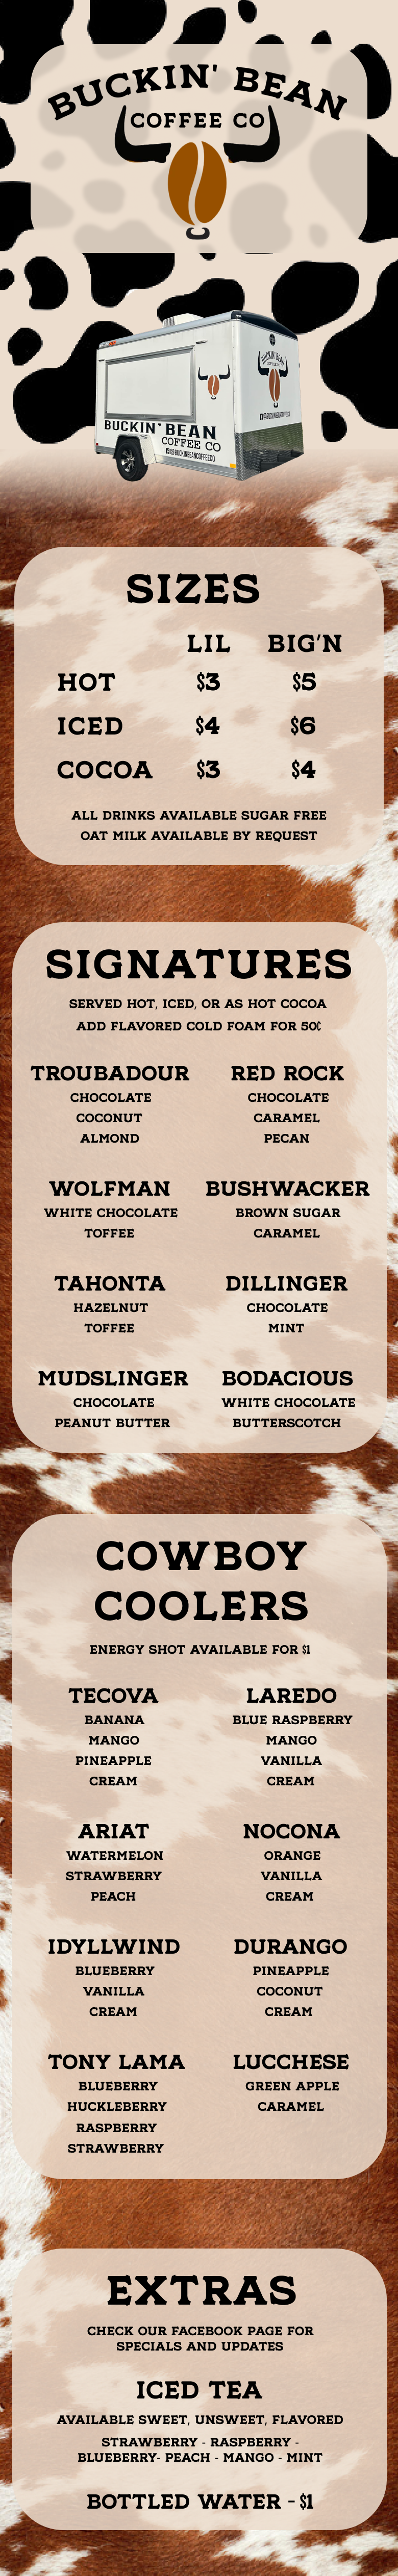 BUCKIN' BEAN
COFFEE CO
BUCKIN' BEAN
COFFEE CO
@BUCKINBEANCOFFEECO
BUCKIN' BEAN
COFFEE CO
@BUCKINBEANCOFFEECO
SIZES
LIL BIG'N
HOT $3 $5
ICED $4 $6
COCOA $3 $4
ALL DRINKS AVAILABLE SUGAR FREE
OAT MILK AVAILABLE BY REQUEST
SIGNATURES
SERVED HOT, ICED, OR AS HOT COCOA
ADD FLAVORED COLD FOAM FOR 50¢
TROUBADOUR
CHOCOLATE
COCONUT
ALMOND
RED ROCK
CHOCOLATE
CARAMEL
PECAN
WOLFMAN
WHITE CHOCOLATE
TOFFEE
BUSHWACKER
BROWN SUGAR
CARAMEL
TAHONTA
HAZELNUT
TOFFEE
DILLINGER
CHOCOLATE
MINT
MUDSLINGER
CHOCOLATE
PEANUT BUTTER
BODACIOUS
WHITE CHOCOLATE
BUTTERSCOTCH
COWBOY
COOLERS
ENERGY SHOT AVAILABLE FOR $1
TECOVA
BANANA
MANGO
PINEAPPLE
CREAM
LAREDO
BLUE RASPBERRY
MANGO
VANILLA
CREAM
ARIAT
WATERMELON
STRAWBERRY
PEACH
NOCONA
ORANGE
VANILLA
CREAM
IDYLLWIND
BLUEBERRY
VANILLA
CREAM
DURANGO
PINEAPPLE
COCONUT
CREAM
TONY LAMA
BLUEBERRY
HUCKLEBERRY
RASPBERRY
STRAWBERRY
LUCCHESE
GREEN APPLE
CARAMEL
EXTRAS
CHECK OUR FACEBOOK PAGE FOR
SPECIALS AND UPDATES
ICED TEA
AVAILABLE SWEET, UNSWEET, FLAVORED
STRAWBERRY - RASPBERRY -
BLUEBERRY- PEACH - MANGO - MINT
BOTTLED WATER - $1